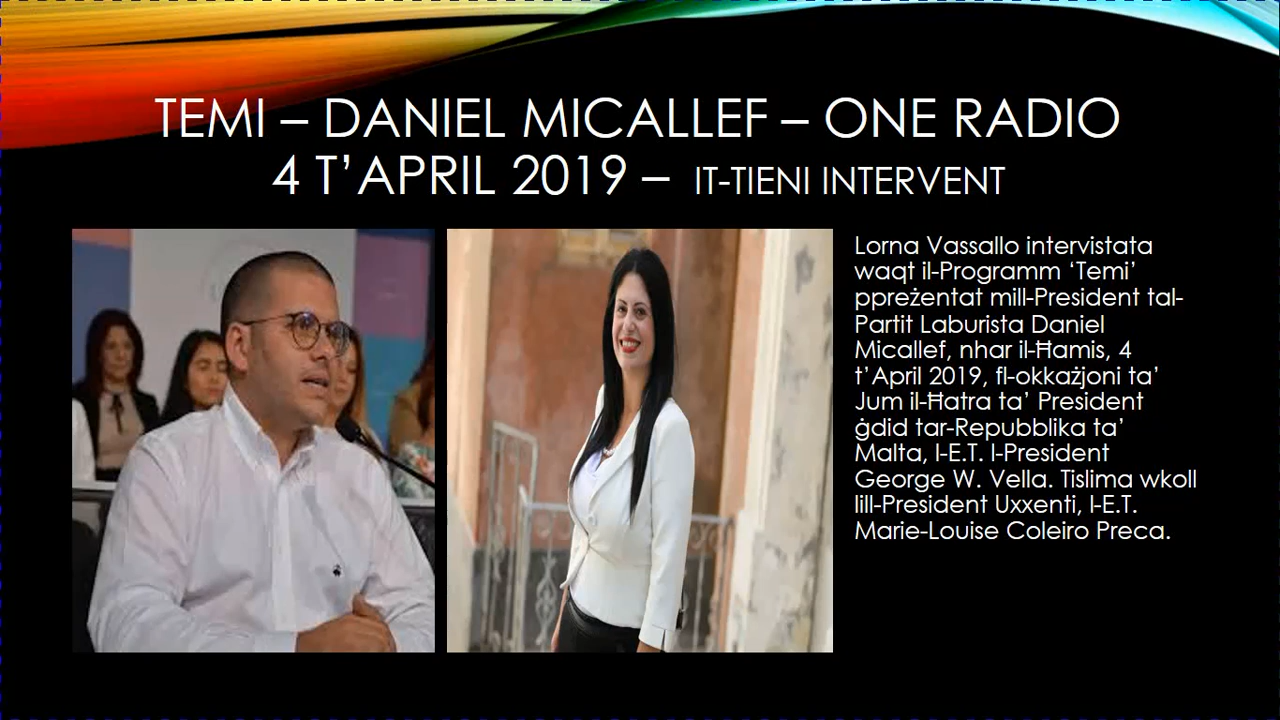 TEMI – DANIEL MICALLEF – ONE RADIO
4 T’APRIL 2019 – IT-TIENI INTERVENT
Lorna Vassallo intervistata
waqt il-Programm ‘Temi’
ppreżentat mill-President tal-
Partit Laburista Daniel
Micallef, nhar il-Ħamis, 4
t’April 2019, fl-okkażjoni ta’
Jum il-Ħatra ta’ President
ġdid tar-Repubblika ta’
Malta, l-E.T. l-President
George W. Vella. Tislima wkoll
lill-President Uxxenti, l-E.T.
Marie-Louise Coleiro Preca.